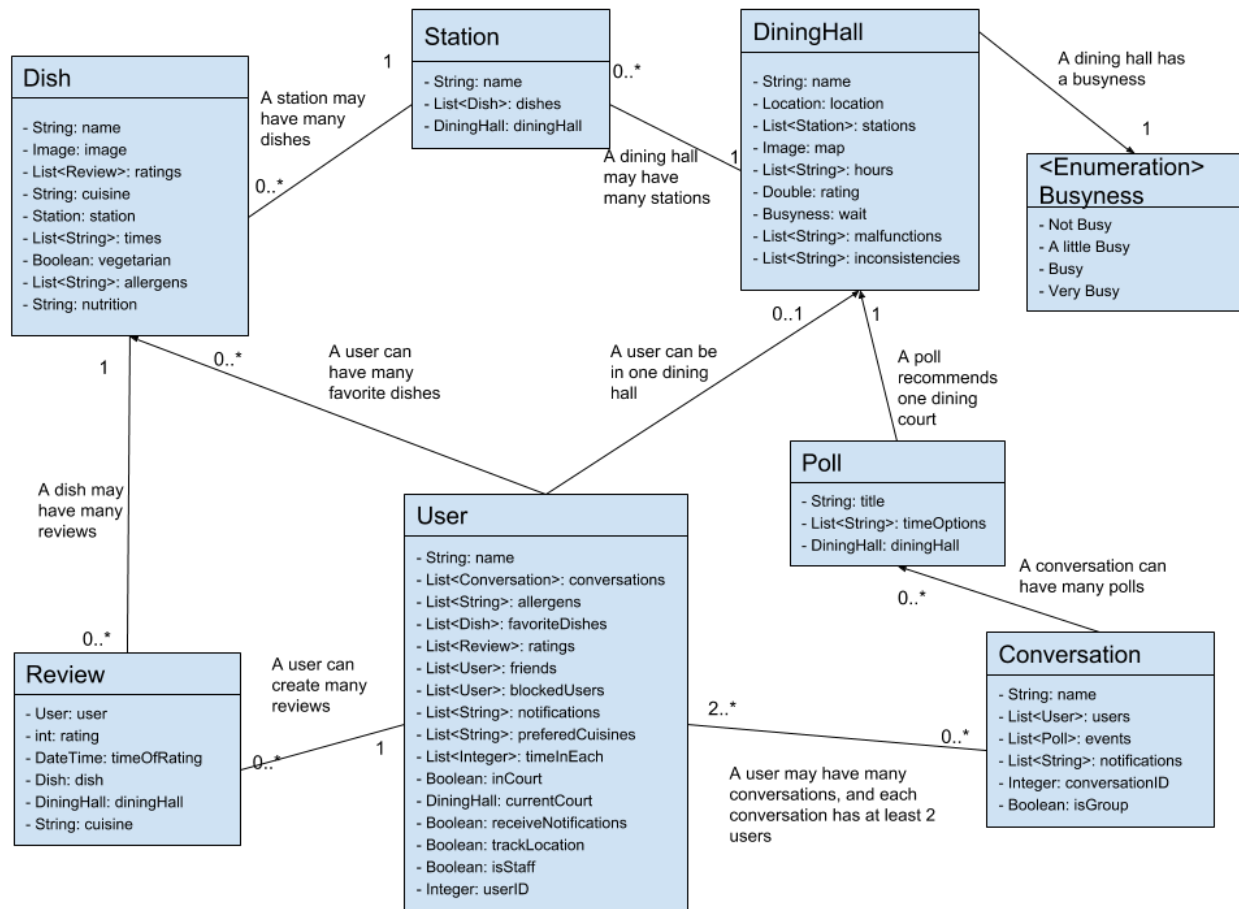 Dish
- String: name
- Image: image
- List<Review>: ratings
- String: cuisine
- Station: station
- List<String>: times
- Boolean: vegetarian
- List<String>: allergens
- String: nutrition
1
A station may
have many
dishes
0..*
Station
- String: name
- List<Dish>: dishes
- DiningHall: diningHall
0..*
A dining hall
may have
many stations
1
DiningHall
- String: name
- Location: location
- List<Station>: stations
- Image: map
- List<String>: hours
- Double: rating
- Busyness: wait
- List<String>: malfunctions
- List<String>: inconsistencies
A dining hall has
a busyness
1
<Enumeration>
Busyness
- Not Busy
- A little Busy
- Busy
- Very Busy
1
0..*
A user can
have many
favorite dishes
A user can be
in one dining
hall
0..1
1
A poll
recommends
one dining
court
A dish may
have many
reviews
0..*
Poll
- String: title
- List<String>: timeOptions
- DiningHall: diningHall
A conversation can
have many polls
0..*
Review
- User: user
- int: rating
- DateTime: timeOfRating
- Dish: dish
- DiningHall: diningHall
- String: cuisine
A user can
create many
reviews
0..*
1
User
- String: name
- List<Conversation>: conversations
- List<String>: allergens
- List<Dish>: favoriteDishes
- List<Review>: ratings
- List<User>: friends
- List<User>: blockedUsers
- List<String>: notifications
- List<String>: preferedCuisines
- List<Integer>: timeInEach
- Boolean: inCourt
- DiningHall: currentCourt
- Boolean: receiveNotifications
- Boolean: trackLocation
- Boolean: isStaff
- Integer: userID
2..*
0..*
A user may have many
conversations, and each
conversation has at least 2
users
Conversation
- String: name
- List<User>: users
- List<Poll>: events
- List<String>: notifications
- Integer: conversationID
- Boolean: isGroup